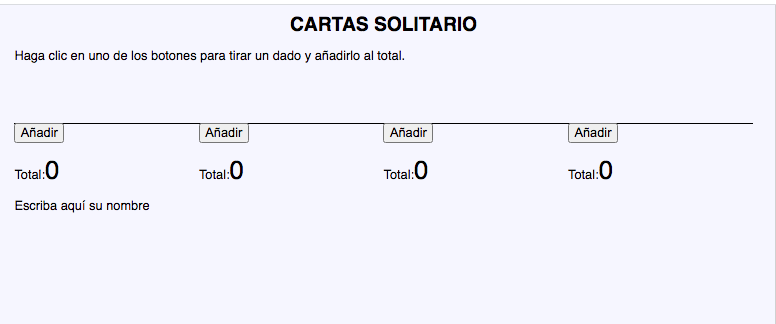 CARTAS SOLITARIO
Haga clic en uno de los botones para tirar un dado y añadirlo al total.
Añadir Añadir Añadir Añadir
Total:0 Total:0 Total:0 Total:0
Escriba aquí su nombre